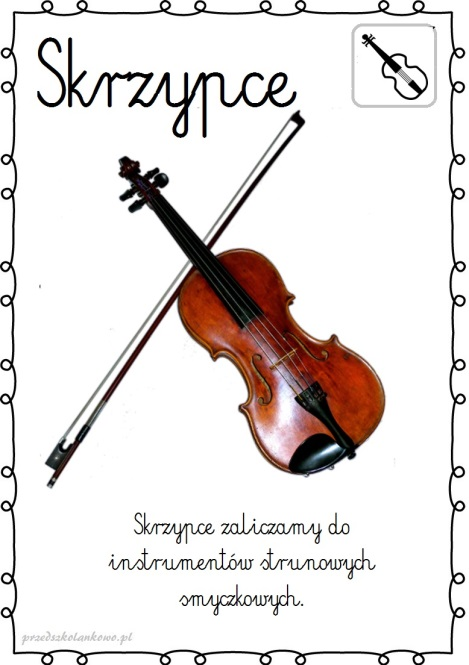 Skrzypce
Skrzypce zaliczamy do
instrumentów strunowych
smyczkowych.
przedszkolankowo.pl